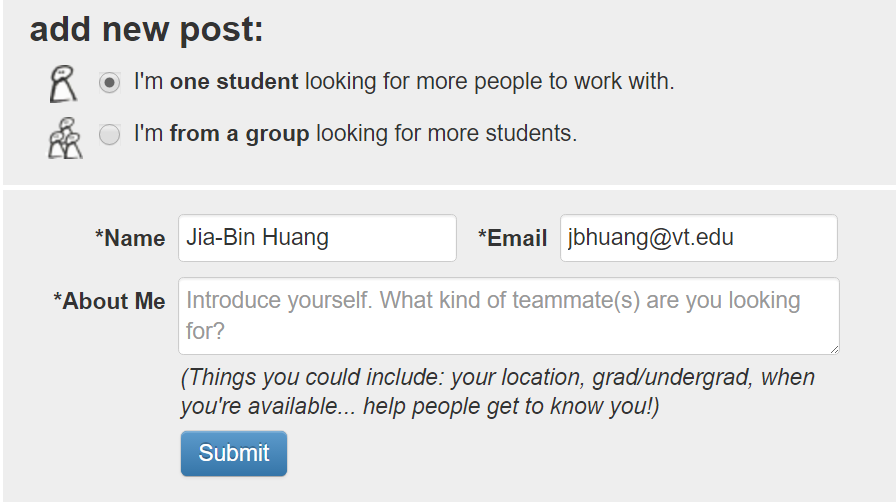 add new post:
I'm one student looking for more people to work with.
I'm from a group looking for more students.
*Name Jia-Bin Huang *Email jbhuang@vt.edu
*About Me Introduce yourself. What kind of teammate(s) are you looking
for?
(Things you could include: your location, grad/undergrad, when
you're available... help people get to know you!)
Submit